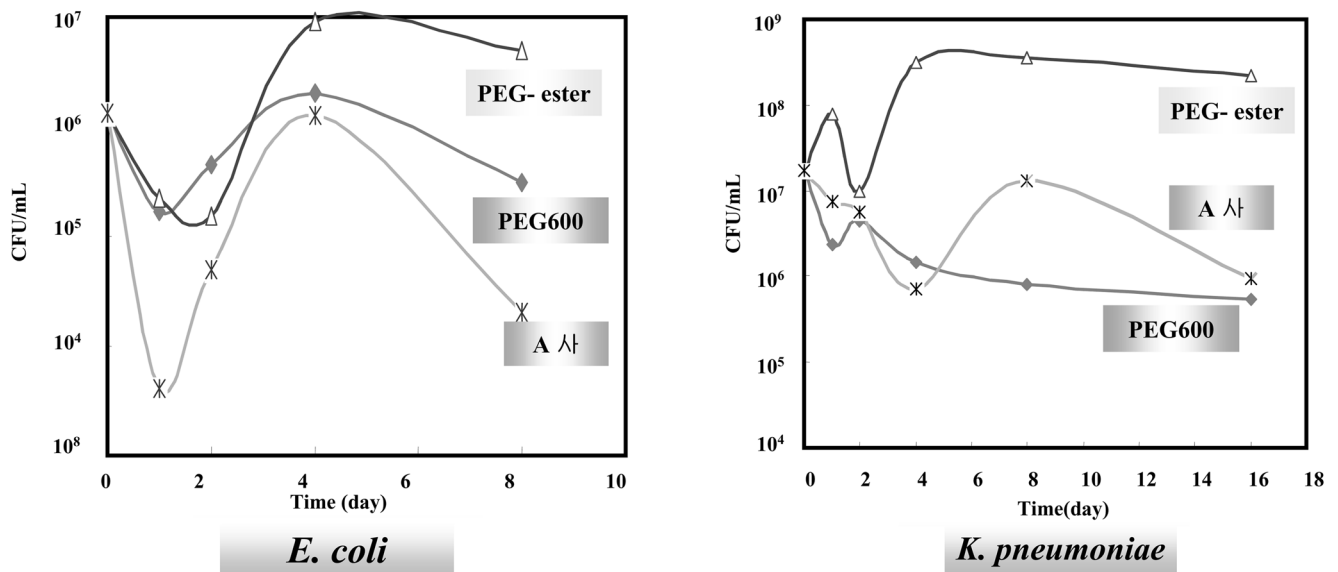 10⁷
10⁶
10⁵
10⁴
10⁸
CFU/mL
PEG- ester
PEG600
A 사
0 2 4 6 8 10
Time (day)
E. coli
10⁹
10⁸
10⁷
10⁶
10⁵
10⁴
CFU/mL
PEG- ester
A 사
PEG600
0 2 4 6 8 10 12 14 16 18
Time(day)
K. pneumoniae